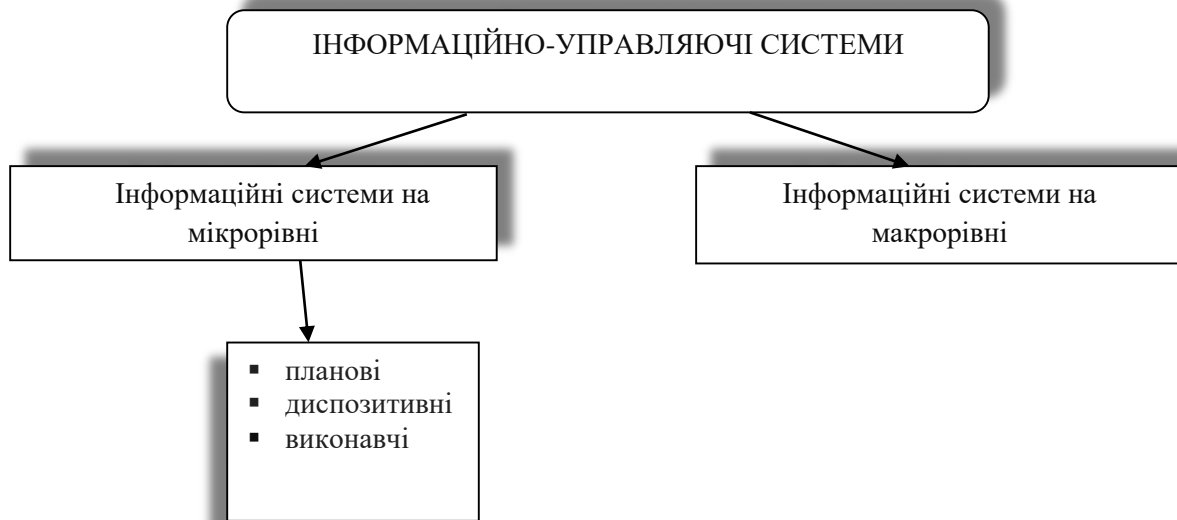 ІНФОРМАЦІЙНО-УПРАВЛЯЮЧІ СИСТЕМИ
Інформаційні системи на
мікрорівні
Інформаційні системи на
макрорівні
▪ планові
▪ диспозитивні
▪ виконавчі